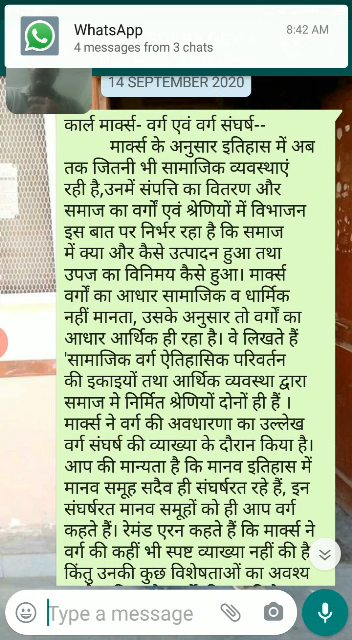 WhatsApp
8:42 AM
4 messages from 3 chats
14 SEPTEMBER 2020
कार्ल मार्क्स- वर्ग एवं वर्ग संघर्ष--
मार्क्स के अनुसार इतिहास में अब
तक जितनी भी सामाजिक व्यवस्थाएं
रही है,उनमें संपत्ति का वितरण और
समाज का वर्गों एवं श्रेणियों में विभाजन
इस बात पर निर्भर रहा है कि समाज
में क्या और कैसे उत्पादन हुआ तथा
उपज का विनिमय कैसे हुआ। मार्क्स
वर्गों का आधार सामाजिक व धार्मिक
नहीं मानता, उसके अनुसार तो वर्गों का
आधार आर्थिक ही रहा है। वे लिखते हैं
'सामाजिक वर्ग ऐतिहासिक परिवर्तन
की इकाइयों तथा आर्थिक व्यवस्था द्वारा
समाज मे निर्मित श्रेणियों दोनों ही हैं ।
मार्क्स ने वर्ग की अवधारणा का उल्लेख
वर्ग संघर्ष की व्याख्या के दौरान किया है।
आप की मान्यता है कि मानव इतिहास में
मानव समूह सदैव ही संघर्षरत रहे हैं, इन
संघर्षरत मानव समूहों को ही आप वर्ग
कहते हैं। रेमंड एरन कहते हैं कि मार्क्स ने
वर्ग की कहीं भी स्पष्ट व्याख्या नहीं की है
किंतु उनकी कुछ विशेषताओं का अवश्य
Type a message